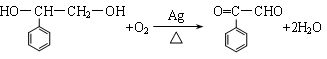 HO—CH—CH₂—OH +O₂ Ag △ O=C—CHO +2H₂O